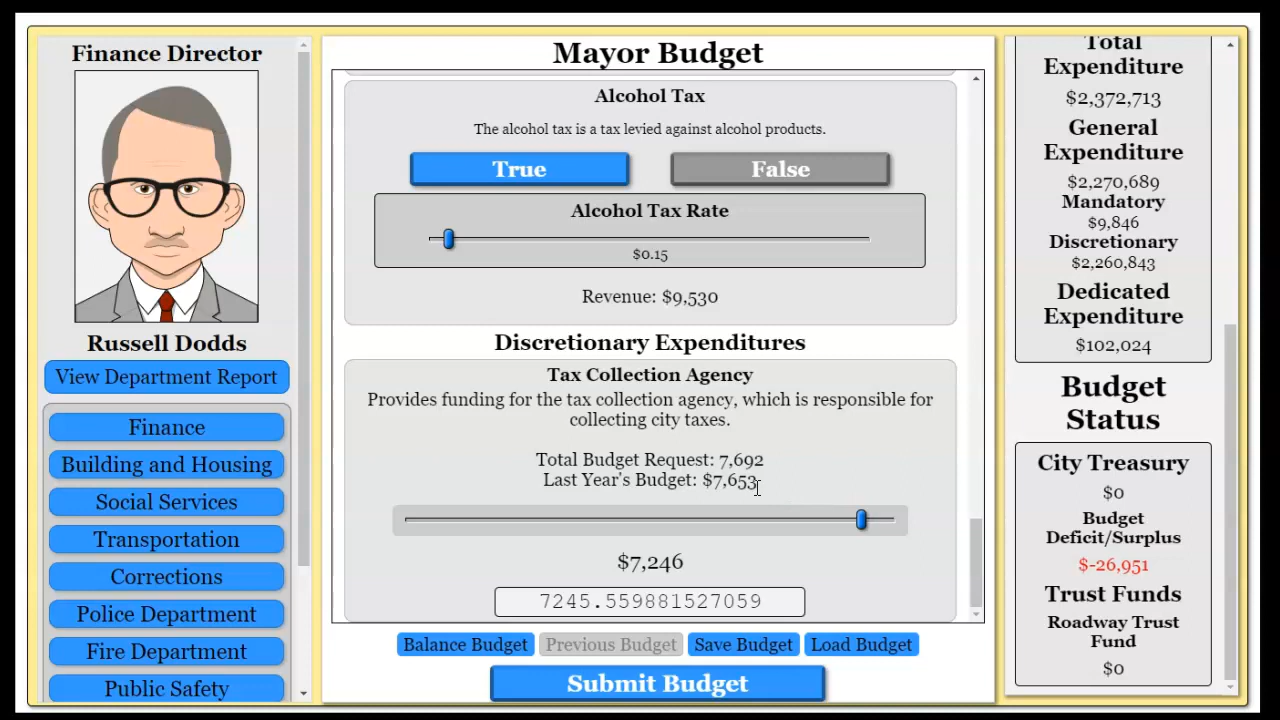 Finance Director
Russell Dodds
View Department Report
Finance
Building and Housing
Social Services
Transportation
Corrections
Police Department
Fire Department
Public Safety
Mayor Budget
Alcohol Tax
The alcohol tax is a tax levied against alcohol products.
True
False
Alcohol Tax Rate
$0.15
Revenue: $9,530
Discretionary Expenditures
Tax Collection Agency
Provides funding for the tax collection agency, which is responsible for
collecting city taxes.
Total Budget Request: 7,692
Last Year's Budget: $7,653
$7,246
7245.559881527059
Balance Budget
Previous Budget
Save Budget
Load Budget
Submit Budget
Total
Expenditure
$2,372,713
General
Expenditure
$2,270,689
Mandatory
$9,846
Discretionary
$2,260,843
Dedicated
Expenditure
$102,024
Budget
Status
City Treasury
$0
Budget
Deficit/Surplus
$-26,951
Trust Funds
Roadway Trust
Fund
$0